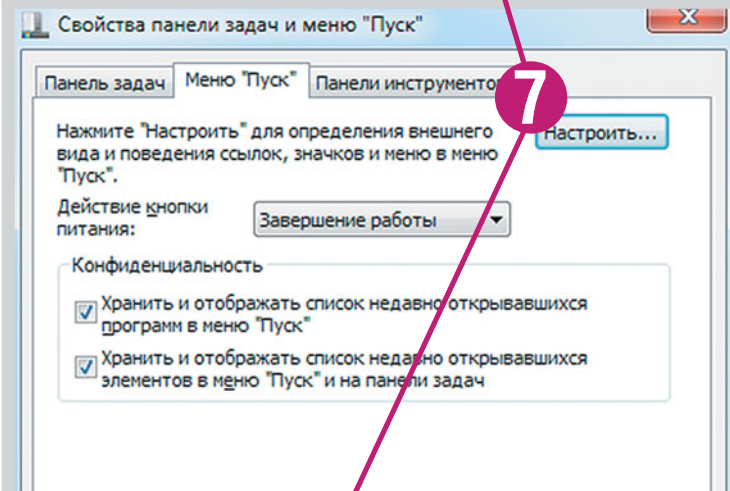 Свойства панели задач и меню "Пуск"
Панель задач Меню "Пуск" Панели инструменто
7
Нажмите "Настроить" для определения внешнего
вида и поведения ссылок, значков и меню в меню
"Пуск".
Настроить...
Действие кнопки
питания:
Завершение работы
Конфиденциальность
Хранить и отображать список недавно открывавшихся
программ в меню "Пуск"
Хранить и отображать список недавно открывавшихся
элементов в меню "Пуск" и на панели задач